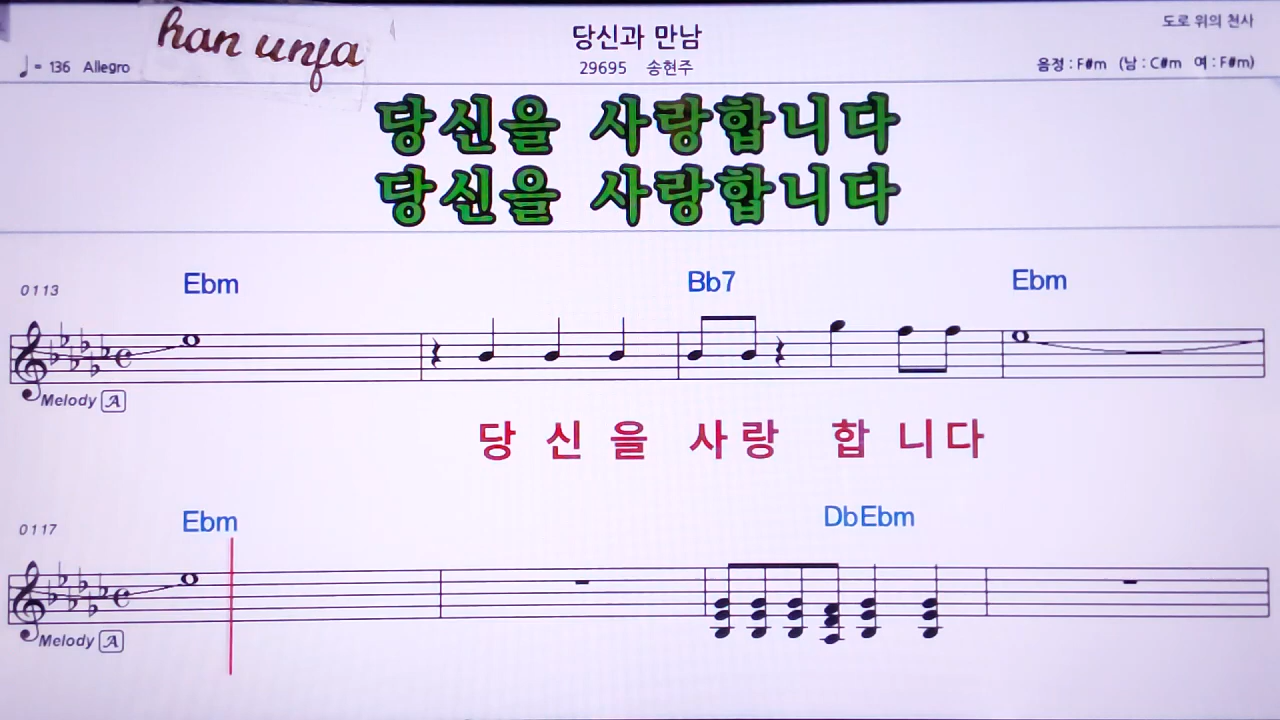 han unfa
당신과 만남
도로 위의 천사
♩= 136 Allegro
29695 송현주
음정 : F#m (남 : C#m 여 : F#m)
당신을 사랑합니다
당신을 사랑합니다
0113 Ebm Bb7 Ebm
Melody A
당 신 을 사 랑 합 니 다
0117 Ebm DbEbm
Melody A